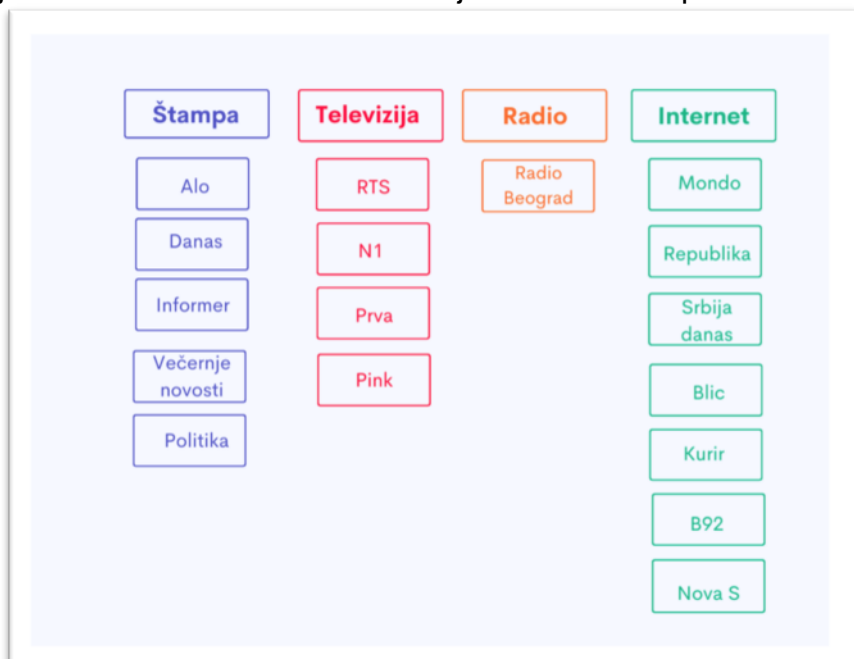 Štampa
Alo
Danas
Informer
Večernje
novosti
Politika
Televizija
RTS
N1
Prva
Pink
Radio
Radio
Beograd
Internet
Mondo
Republika
Srbija
danas
Blic
Kurir
B92
Nova S